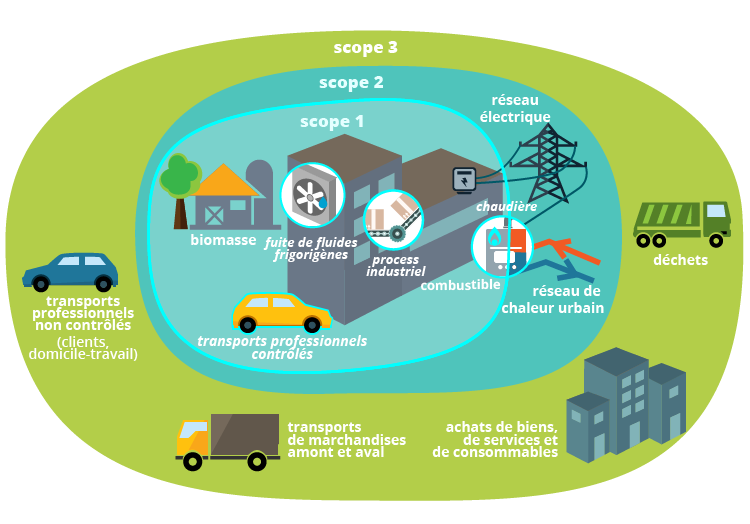 scope 3
scope 2
scope 1
réseau
électrique
chaudière
biomasse
fuite de fluides
frigorigènes
process
industriel
combustible
réseau de
chaleur urbain
déchets
transports
professionnels
non contrôlés
(clients,
domicile-travail)
transports professionnels
contrôlés
transports
de marchandises
amont et aval
achats de biens,
de services et
de consommables